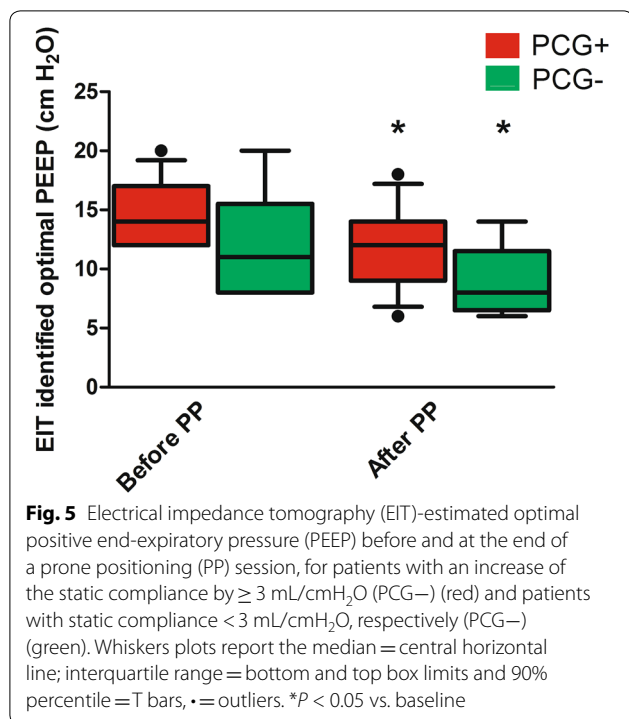 PCG+
PCG-
EIT identified optimal PEEP (cm H₂O)
25
20
15
10
5
0
*
*
Before PP
After PP
Fig. 5 Electrical impedance tomography (EIT)-estimated optimal
positive end-expiratory pressure (PEEP) before and at the end of
a prone positioning (PP) session, for patients with an increase of
the static compliance by ≥ 3 mL/cmH₂O (PCG−) (red) and patients
with static compliance < 3 mL/cmH₂O, respectively (PCG−)
(green). Whiskers plots report the median = central horizontal
line; interquartile range = bottom and top box limits and 90%
percentile = T bars, • = outliers. *P < 0.05 vs. baseline